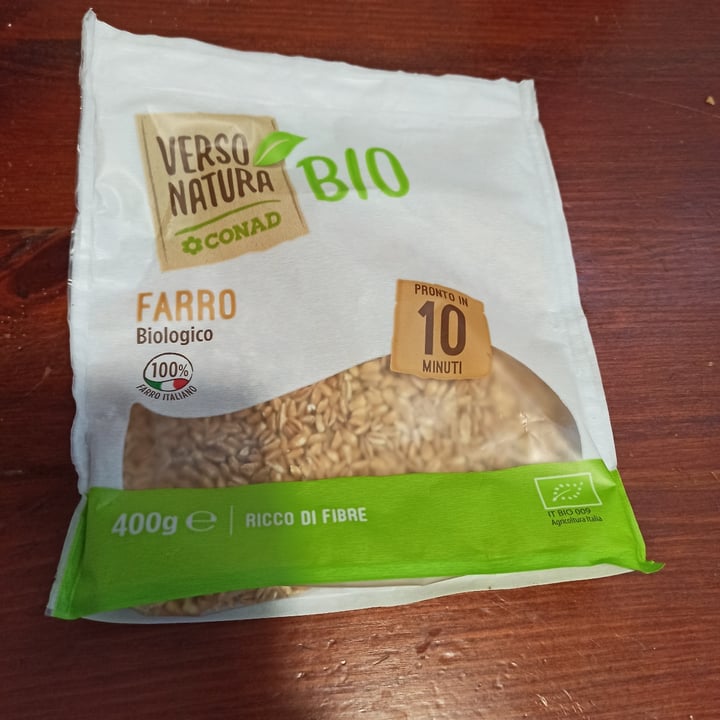 VERSO
NATURA
CONAD
BIO
FARRO
Biologico
100%
FARRO ITALIANO
PRONTO IN
10
MINUTI
400g ℮
RICCO DI FIBRE
IT BIO 009
Agricoltura Italia